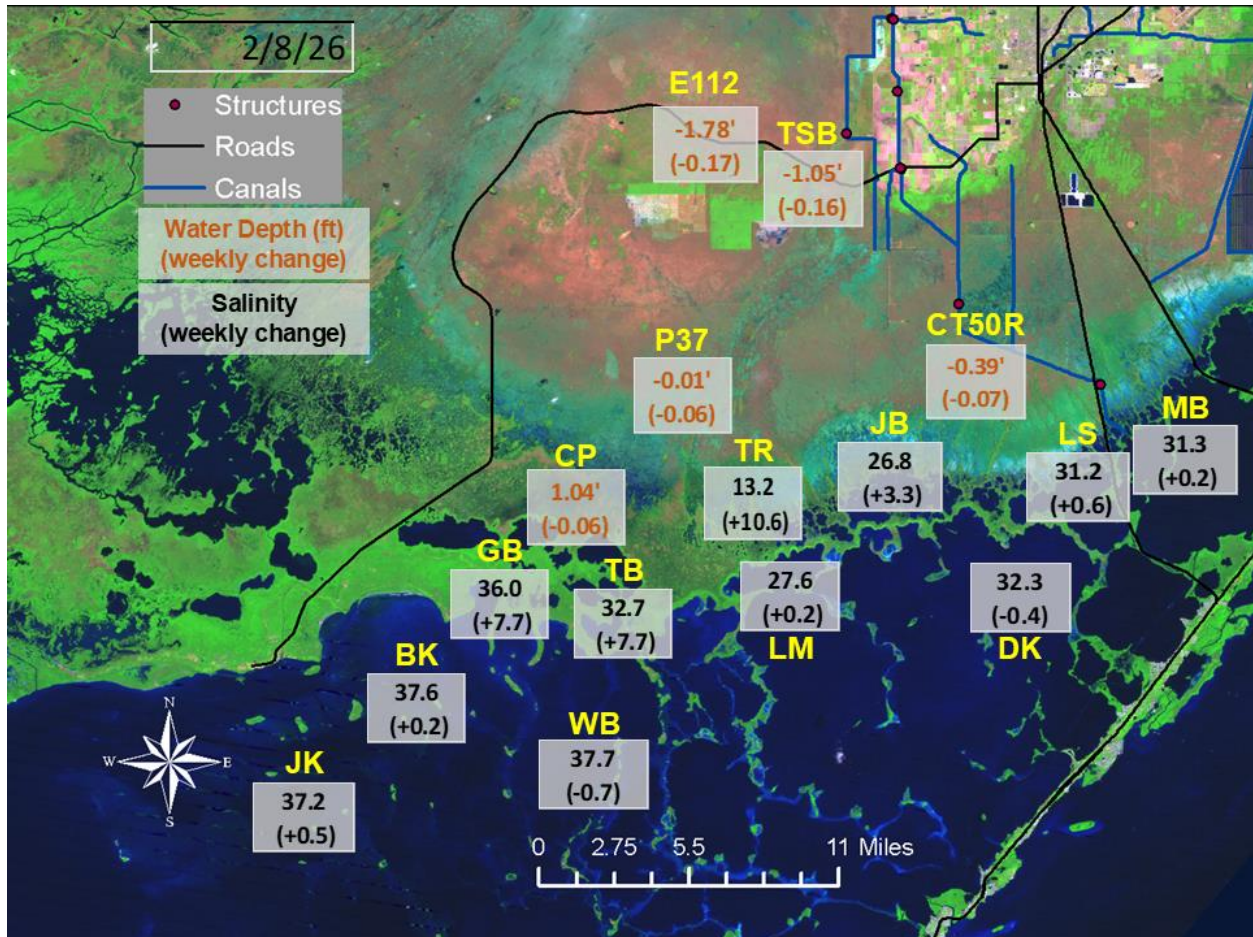 2/8/26
Structures
Roads
Canals
Water Depth (ft)
(weekly change)
Salinity
(weekly change)
E112
-1.78'
(-0.17)
TSB
-1.05'
(-0.16)
P37
-0.01'
(-0.06)
CT50R
-0.39'
(-0.07)
CP
1.04'
(-0.06)
TR
13.2
(+10.6)
JB
26.8
(+3.3)
LS
31.2
(+0.6)
MB
31.3
(+0.2)
GB
36.0
(+7.7)
TB
32.7
(+7.7)
27.6
(+0.2)
LM
32.3
(-0.4)
DK
BK
37.6
(+0.2)
WB
37.7
(-0.7)
JK
37.2
(+0.5)
N
W E
S
0 2.75 5.5 11 Miles